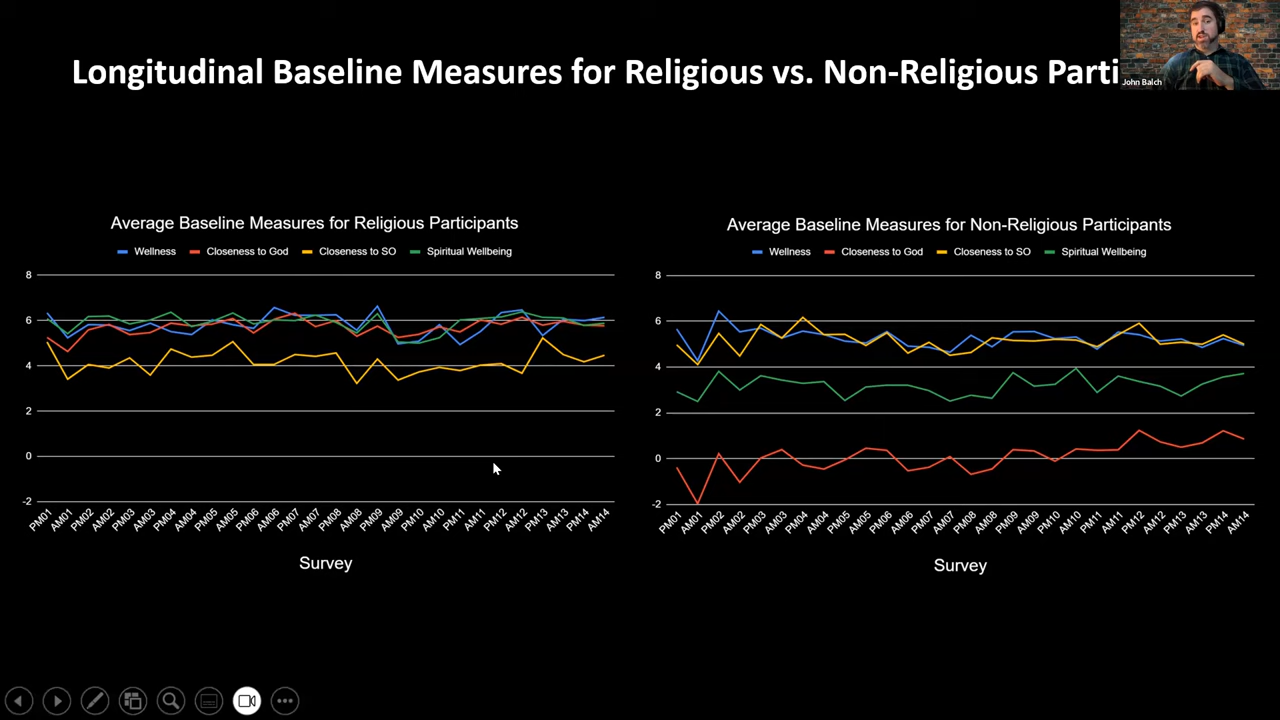 Longitudinal Baseline Measures for Religious vs. Non-Religious Parti
John Balch
Average Baseline Measures for Religious Participants
Wellness Closeness to God Closeness to SO Spiritual Wellbeing
8
6
4
2
0
-2
PM01 AM01 PM02 AM02 PM03 AM03 PM04 AM04 PM05 AM05 PM06 AM06 PM07 AM07 PM08 AM08 PM09 AM09 PM10 AM10 PM11 AM11 PM12 AM12 PM13 AM13 PM14 AM14
Survey
Average Baseline Measures for Non-Religious Participants
Wellness Closeness to God Closeness to SO Spiritual Wellbeing
8
6
4
2
0
-2
PM01 AM01 PM02 AM02 PM03 AM03 PM04 AM04 PM05 AM05 PM06 AM06 PM07 AM07 PM08 AM08 PM09 AM09 PM10 AM10 PM11 AM11 PM12 AM12 PM13 AM13 PM14 AM14
Survey